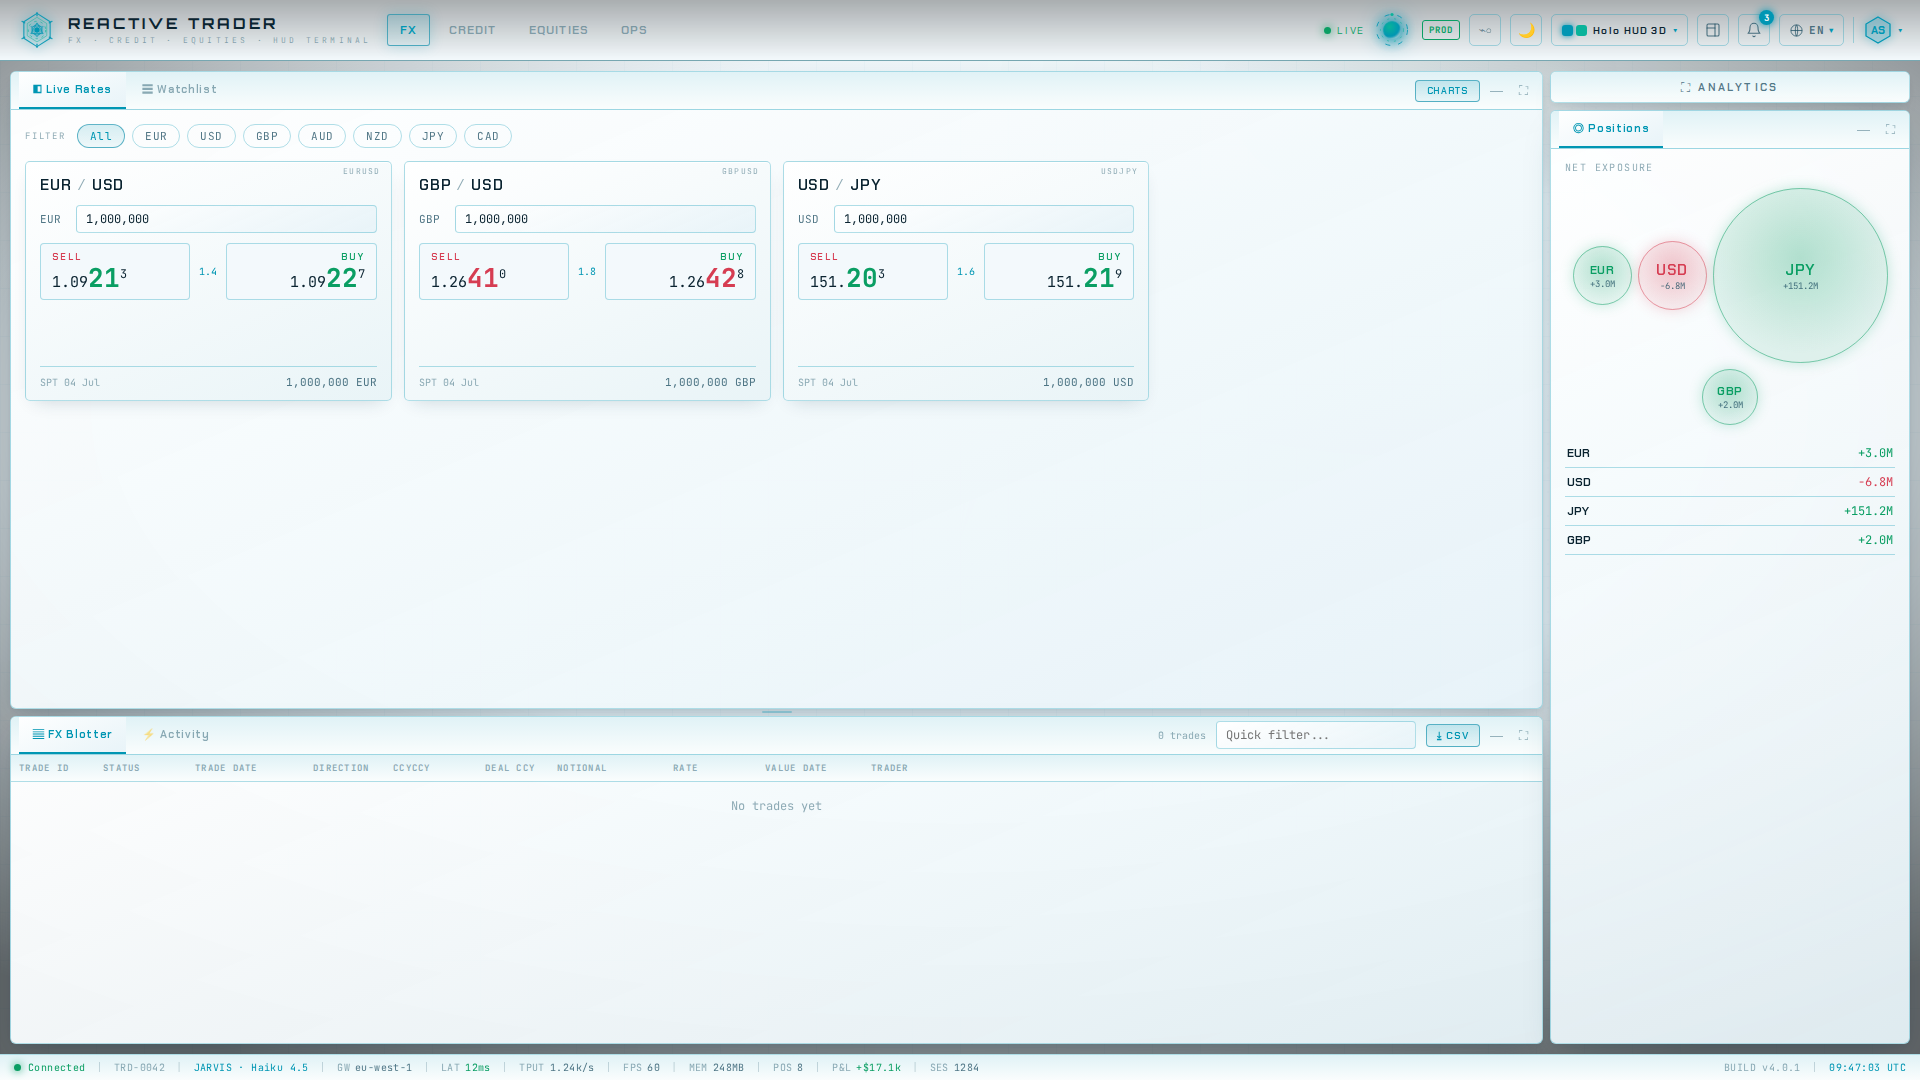 REACTIVE TRADER
FX · CREDIT · EQUITIES · HUD TERMINAL
FX CREDIT EQUITIES OPS
LIVE PROD Holo HUD 3D 3 EN AS
Live Rates Watchlist CHARTS
FILTER All EUR USD GBP AUD NZD JPY CAD
EURUSD
EUR / USD
EUR 1,000,000
SELL BUY
1.09213 1.4 1.09227
SPT 04 Jul 1,000,000 EUR
GBPUSD
GBP / USD
GBP 1,000,000
SELL BUY
1.26410 1.8 1.26428
SPT 04 Jul 1,000,000 GBP
USDJPY
USD / JPY
USD 1,000,000
SELL BUY
151.203 1.6 151.219
SPT 04 Jul 1,000,000 USD
ANALYTICS
Positions
NET EXPOSURE
EUR
+3.0M
USD
-6.8M
JPY
+151.2M
GBP
+2.0M
EUR +3.0M
USD -6.8M
JPY +151.2M
GBP +2.0M
FX Blotter Activity 0 trades Quick filter... CSV
TRADE ID STATUS TRADE DATE DIRECTION CCYCCY DEAL CCY NOTIONAL RATE VALUE DATE TRADER
No trades yet
Connected TRD-0042 JARVIS · Haiku 4.5 GW eu-west-1 LAT 12ms TPUT 1.24k/s FPS 60 MEM 248MB POS 8 P&L +$17.1k SES 1284 BUILD v4.0.1 09:47:03 UTC